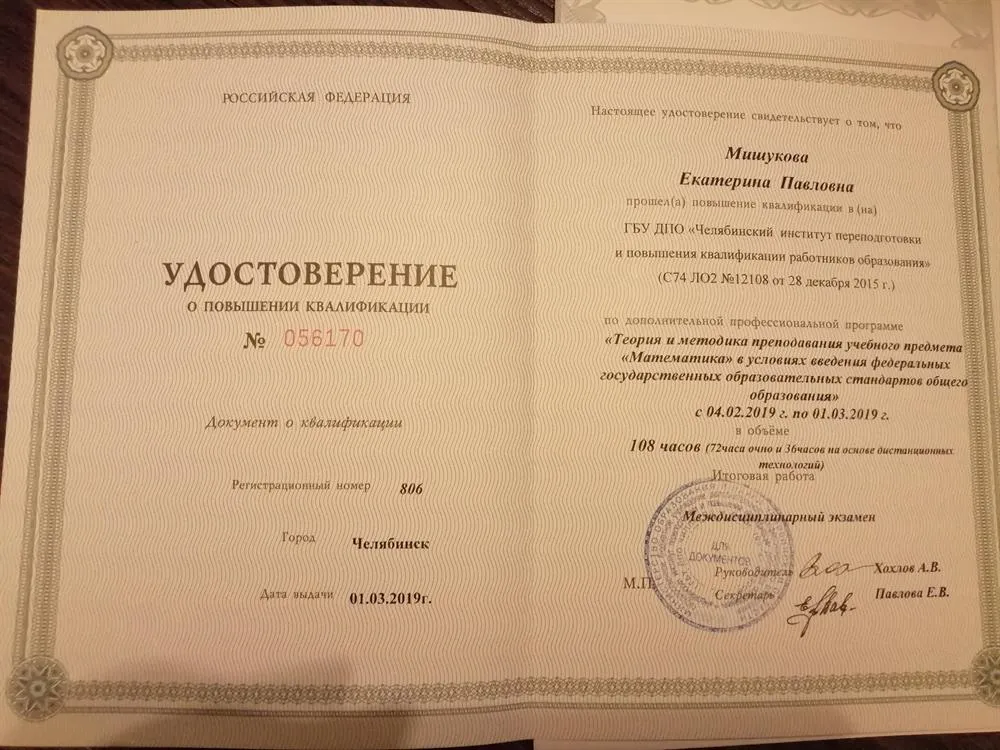 РОССИЙСКАЯ ФЕДЕРАЦИЯ
УДОСТОВЕРЕНИЕ
О ПОВЫШЕНИИ КВАЛИФИКАЦИИ
№ 056170
Документ о квалификации
Регистрационный номер 806
Город Челябинск
Дата выдачи 01.03.2019г.
Настоящее удостоверение свидетельствует о том, что
Мишукова
Екатерина Павловна
прошел(а) повышение квалификации в (на)
ГБУ ДПО «Челябинский институт переподготовки
и повышения квалификации работников образования»
(С74 ЛО2 №12108 от 28 декабря 2015 г.)
по дополнительной профессиональной программе
«Теория и методика преподавания учебного предмета
«Математика» в условиях введения федеральных
государственных образовательных стандартов общего
образования»
с 04.02.2019 г. по 01.03.2019 г.
в объёме
108 часов (72часа очно и 36часов на основе дистанционных
технологий)
Итоговая работа
Междисциплинарный экзамен
ДЛЯ
ДОКУМЕНТОВ
Руководитель Хохлов А.В.
М.П.
Секретарь Павлова Е.В.